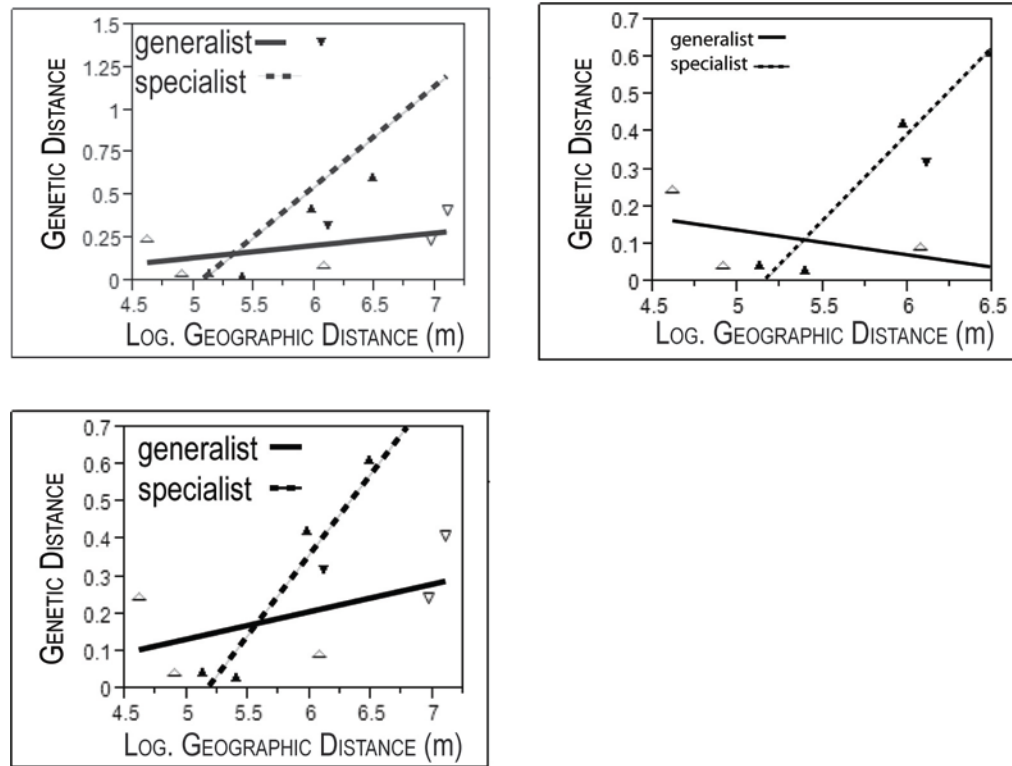 1.5
1.25
1
0.75
0.5
0.25
0
generalist
specialist
GENETIC DISTANCE
4.5 5 5.5 6 6.5 7
LOG. GEOGRAPHIC DISTANCE (m)
0.7
0.6
0.5
0.4
0.3
0.2
0.1
0
generalist
specialist
GENETIC DISTANCE
4.5 5 5.5 6 6.5
LOG. GEOGRAPHIC DISTANCE (m)
0.7
0.6
0.5
0.4
0.3
0.2
0.1
0
generalist
specialist
GENETIC DISTANCE
4.5 5 5.5 6 6.5 7
LOG. GEOGRAPHIC DISTANCE (m)